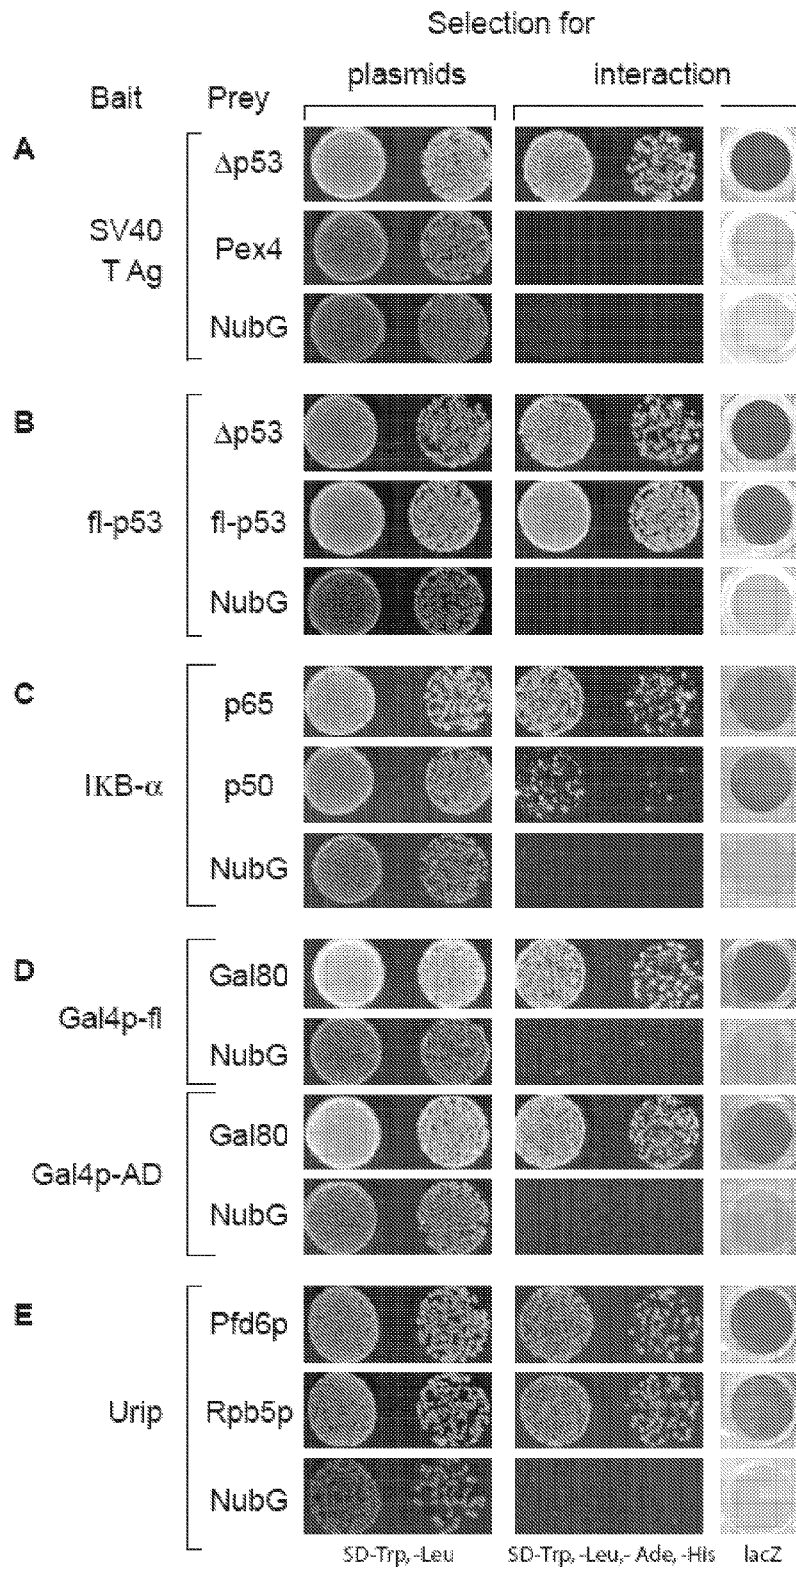 Selection for
plasmids interaction
Bait Prey
A
SV40
T Ag
Δp53
Pex4
NubG
B
fl-p53
Δp53
fl-p53
NubG
C
IKB-α
p65
p50
NubG
D
Gal4p-fl
Gal80
NubG
Gal4p-AD
Gal80
NubG
E
Urip
Pfd6p
Rpb5p
NubG
SD-Trp, -Leu SD-Trp, -Leu,- Ade, -His lacZ